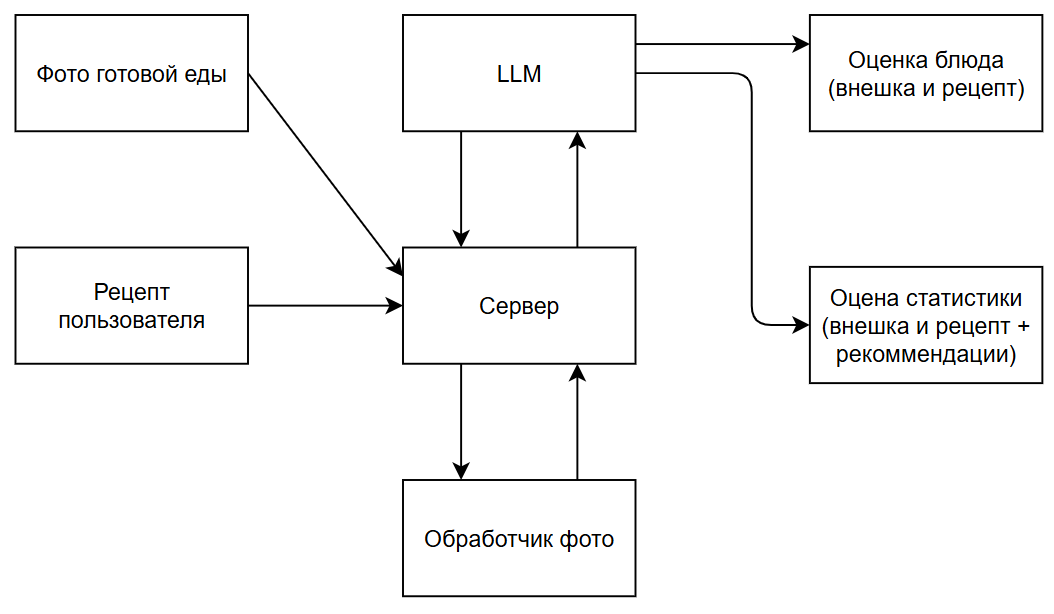 Фото готовой еды
LLM
Оценка блюда
(внешка и рецепт)
Рецепт
пользователя
Сервер
Оцена статистики
(внешка и рецепт +
рекоммендации)
Обработчик фото